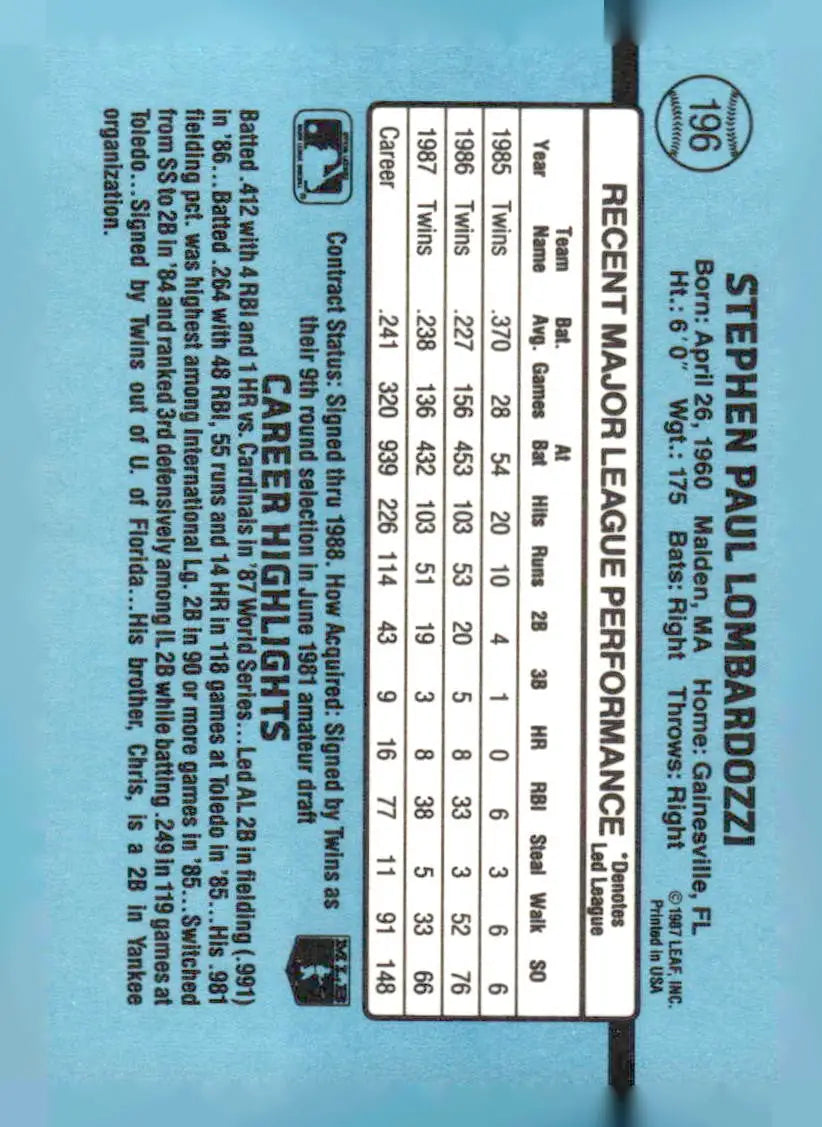 196
STEPHEN PAUL LOMBARDOZZI
Born: April 26, 1960 Malden, MA Home: Gainesville, FL
Ht.: 6'0" Wgt.: 175 Bats: Right Throws: Right
©1987 LEAF, INC.
Printed in USA
RECENT MAJOR LEAGUE PERFORMANCE *Denotes
Led League
Team Bat. At
Year Name Avg. Games Bat Hits Runs 2B 3B HR RBI Steal Walk SO
1985 Twins .370 28 54 20 10 4 1 0 6 3 6 6
1986 Twins .227 156 453 103 53 20 5 8 33 3 52 76
1987 Twins .238 136 432 103 51 19 3 8 38 5 33 66
Career .241 320 939 226 114 43 9 16 77 11 91 148
Contract Status: Signed thru 1988. How Acquired: Signed by Twins as
their 9th round selection in June 1981 amateur draft
MLB
CAREER HIGHLIGHTS
Batted .412 with 4 RBI and 1 HR vs. Cardinals in '87 World Series...Led AL 2B in fielding (.991)
in '86...Batted .264 with 48 RBI, 55 runs and 14 HR in 118 games at Toledo in '85...His .981
fielding pct. was highest among International Lg. 2B in 90 or more games in '85...Switched
from SS to 2B in '84 and ranked 3rd defensively among IL 2B while batting .249 in 119 games at
Toledo...Signed by Twins out of U. of Florida...His brother, Chris, is a 2B in Yankee
organization.